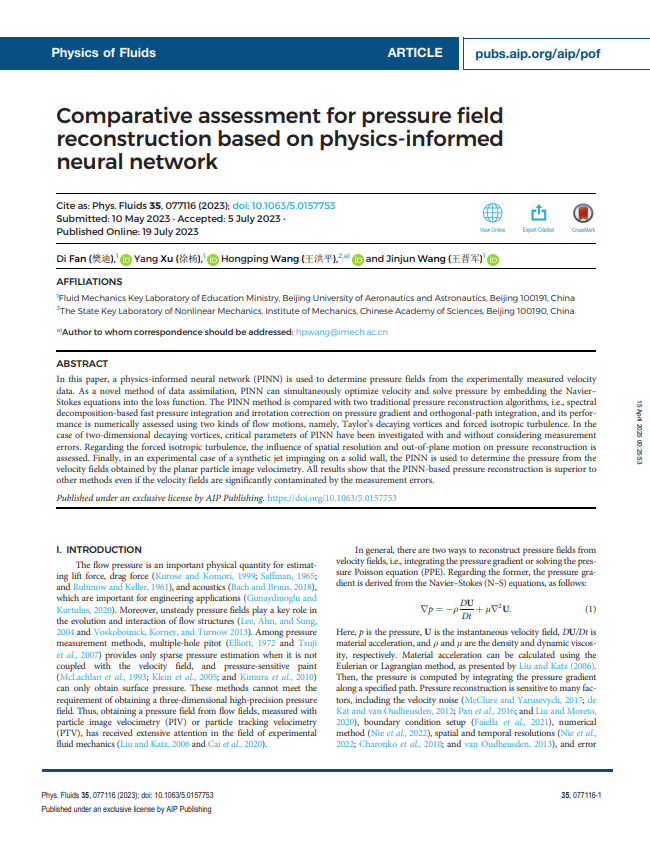 Physics of Fluids
ARTICLE
pubs.aip.org/aip/pof
Comparative assessment for pressure field
reconstruction based on physics-informed
neural network
Cite as: Phys. Fluids 35, 077116 (2023); doi: 10.1063/5.0157753
Submitted: 10 May 2023 · Accepted: 5 July 2023 ·
Published Online: 19 July 2023
View Online
Export Citation
CrossMark
Di Fan (樊迪),1 Yang Xu (徐杨),1 Hongping Wang (王洪平),2,a) and Jinjun Wang (王晋军)1
AFFILIATIONS
1Fluid Mechanics Key Laboratory of Education Ministry, Beijing University of Aeronautics and Astronautics, Beijing 100191, China
2The State Key Laboratory of Nonlinear Mechanics, Institute of Mechanics, Chinese Academy of Sciences, Beijing 100190, China
a)Author to whom correspondence should be addressed: hpwang@imech.ac.cn
ABSTRACT
In this paper, a physics-informed neural network (PINN) is used to determine pressure fields from the experimentally measured velocity
data. As a novel method of data assimilation, PINN can simultaneously optimize velocity and solve pressure by embedding the Navier–
Stokes equations into the loss function. The PINN method is compared with two traditional pressure reconstruction algorithms, i.e., spectral
decomposition-based fast pressure integration and irrotation correction on pressure gradient and orthogonal-path integration, and its perfor-
mance is numerically assessed using two kinds of flow motions, namely, Taylor's decaying vortices and forced isotropic turbulence. In the
case of two-dimensional decaying vortices, critical parameters of PINN have been investigated with and without considering measurement
errors. Regarding the forced isotropic turbulence, the influence of spatial resolution and out-of-plane motion on pressure reconstruction is
assessed. Finally, in an experimental case of a synthetic jet impinging on a solid wall, the PINN is used to determine the pressure from the
velocity fields obtained by the planar particle image velocimetry. All results show that the PINN-based pressure reconstruction is superior to
other methods even if the velocity fields are significantly contaminated by the measurement errors.
Published under an exclusive license by AIP Publishing. https://doi.org/10.1063/5.0157753
I. INTRODUCTION
The flow pressure is an important physical quantity for estimat-
ing lift force, drag force (Kurose and Komori, 1999; Saffman, 1965;
and Rubinow and Keller, 1961), and acoustics (Bach and Bruus, 2018),
which are important for engineering applications (Gunaydinoglu and
Kurtulus, 2020). Moreover, unsteady pressure fields play a key role in
the evolution and interaction of flow structures (Lee, Ahn, and Sung,
2004 and Voskoboinick, Kornev, and Turnow 2013). Among pressure
measurement methods, multiple-hole pitot (Elliott, 1972 and Tsuji
et al., 2007) provides only sparse pressure estimation when it is not
coupled with the velocity field, and pressure-sensitive paint
(McLachlan et al., 1993; Klein et al., 2005; and Kimura et al., 2010)
can only obtain surface pressure. These methods cannot meet the
requirement of obtaining a three-dimensional high-precision pressure
field. Thus, obtaining a pressure field from flow fields, measured with
particle image velocimetry (PIV) or particle tracking velocimetry
(PTV), has received extensive attention in the field of experimental
fluid mechanics (Liu and Katz, 2006 and Cai et al., 2020).
In general, there are two ways to reconstruct pressure fields from
velocity fields, i.e., integrating the pressure gradient or solving the pres-
sure Poisson equation (PPE). Regarding the former, the pressure gra-
dient is derived from the Navier–Stokes (N–S) equations, as follows:
∇p = −ρ DU/Dt + μ∇²U. (1)
Here, p is the pressure, U is the instantaneous velocity field, DU/Dt is
material acceleration, and ρ and μ are the density and dynamic viscos-
ity, respectively. Material acceleration can be calculated using the
Eulerian or Lagrangian method, as presented by Liu and Katz (2006).
Then, the pressure is computed by integrating the pressure gradient
along a specified path. Pressure reconstruction is sensitive to many fac-
tors, including the velocity noise (McClure and Yarusevych, 2017; de
Kat and van Oudheusden, 2012; Pan et al., 2016; and Liu and Moreto,
2020), boundary condition setup (Faiella et al., 2021), numerical
method (Nie et al., 2022), spatial and temporal resolutions (Nie et al.,
2022; Charonko et al., 2010; and van Oudheusden, 2013), and error
15 April 2025 00:25:53
Phys. Fluids 35, 077116 (2023); doi: 10.1063/5.0157753
35, 077116-1
Published under an exclusive license by AIP Publishing